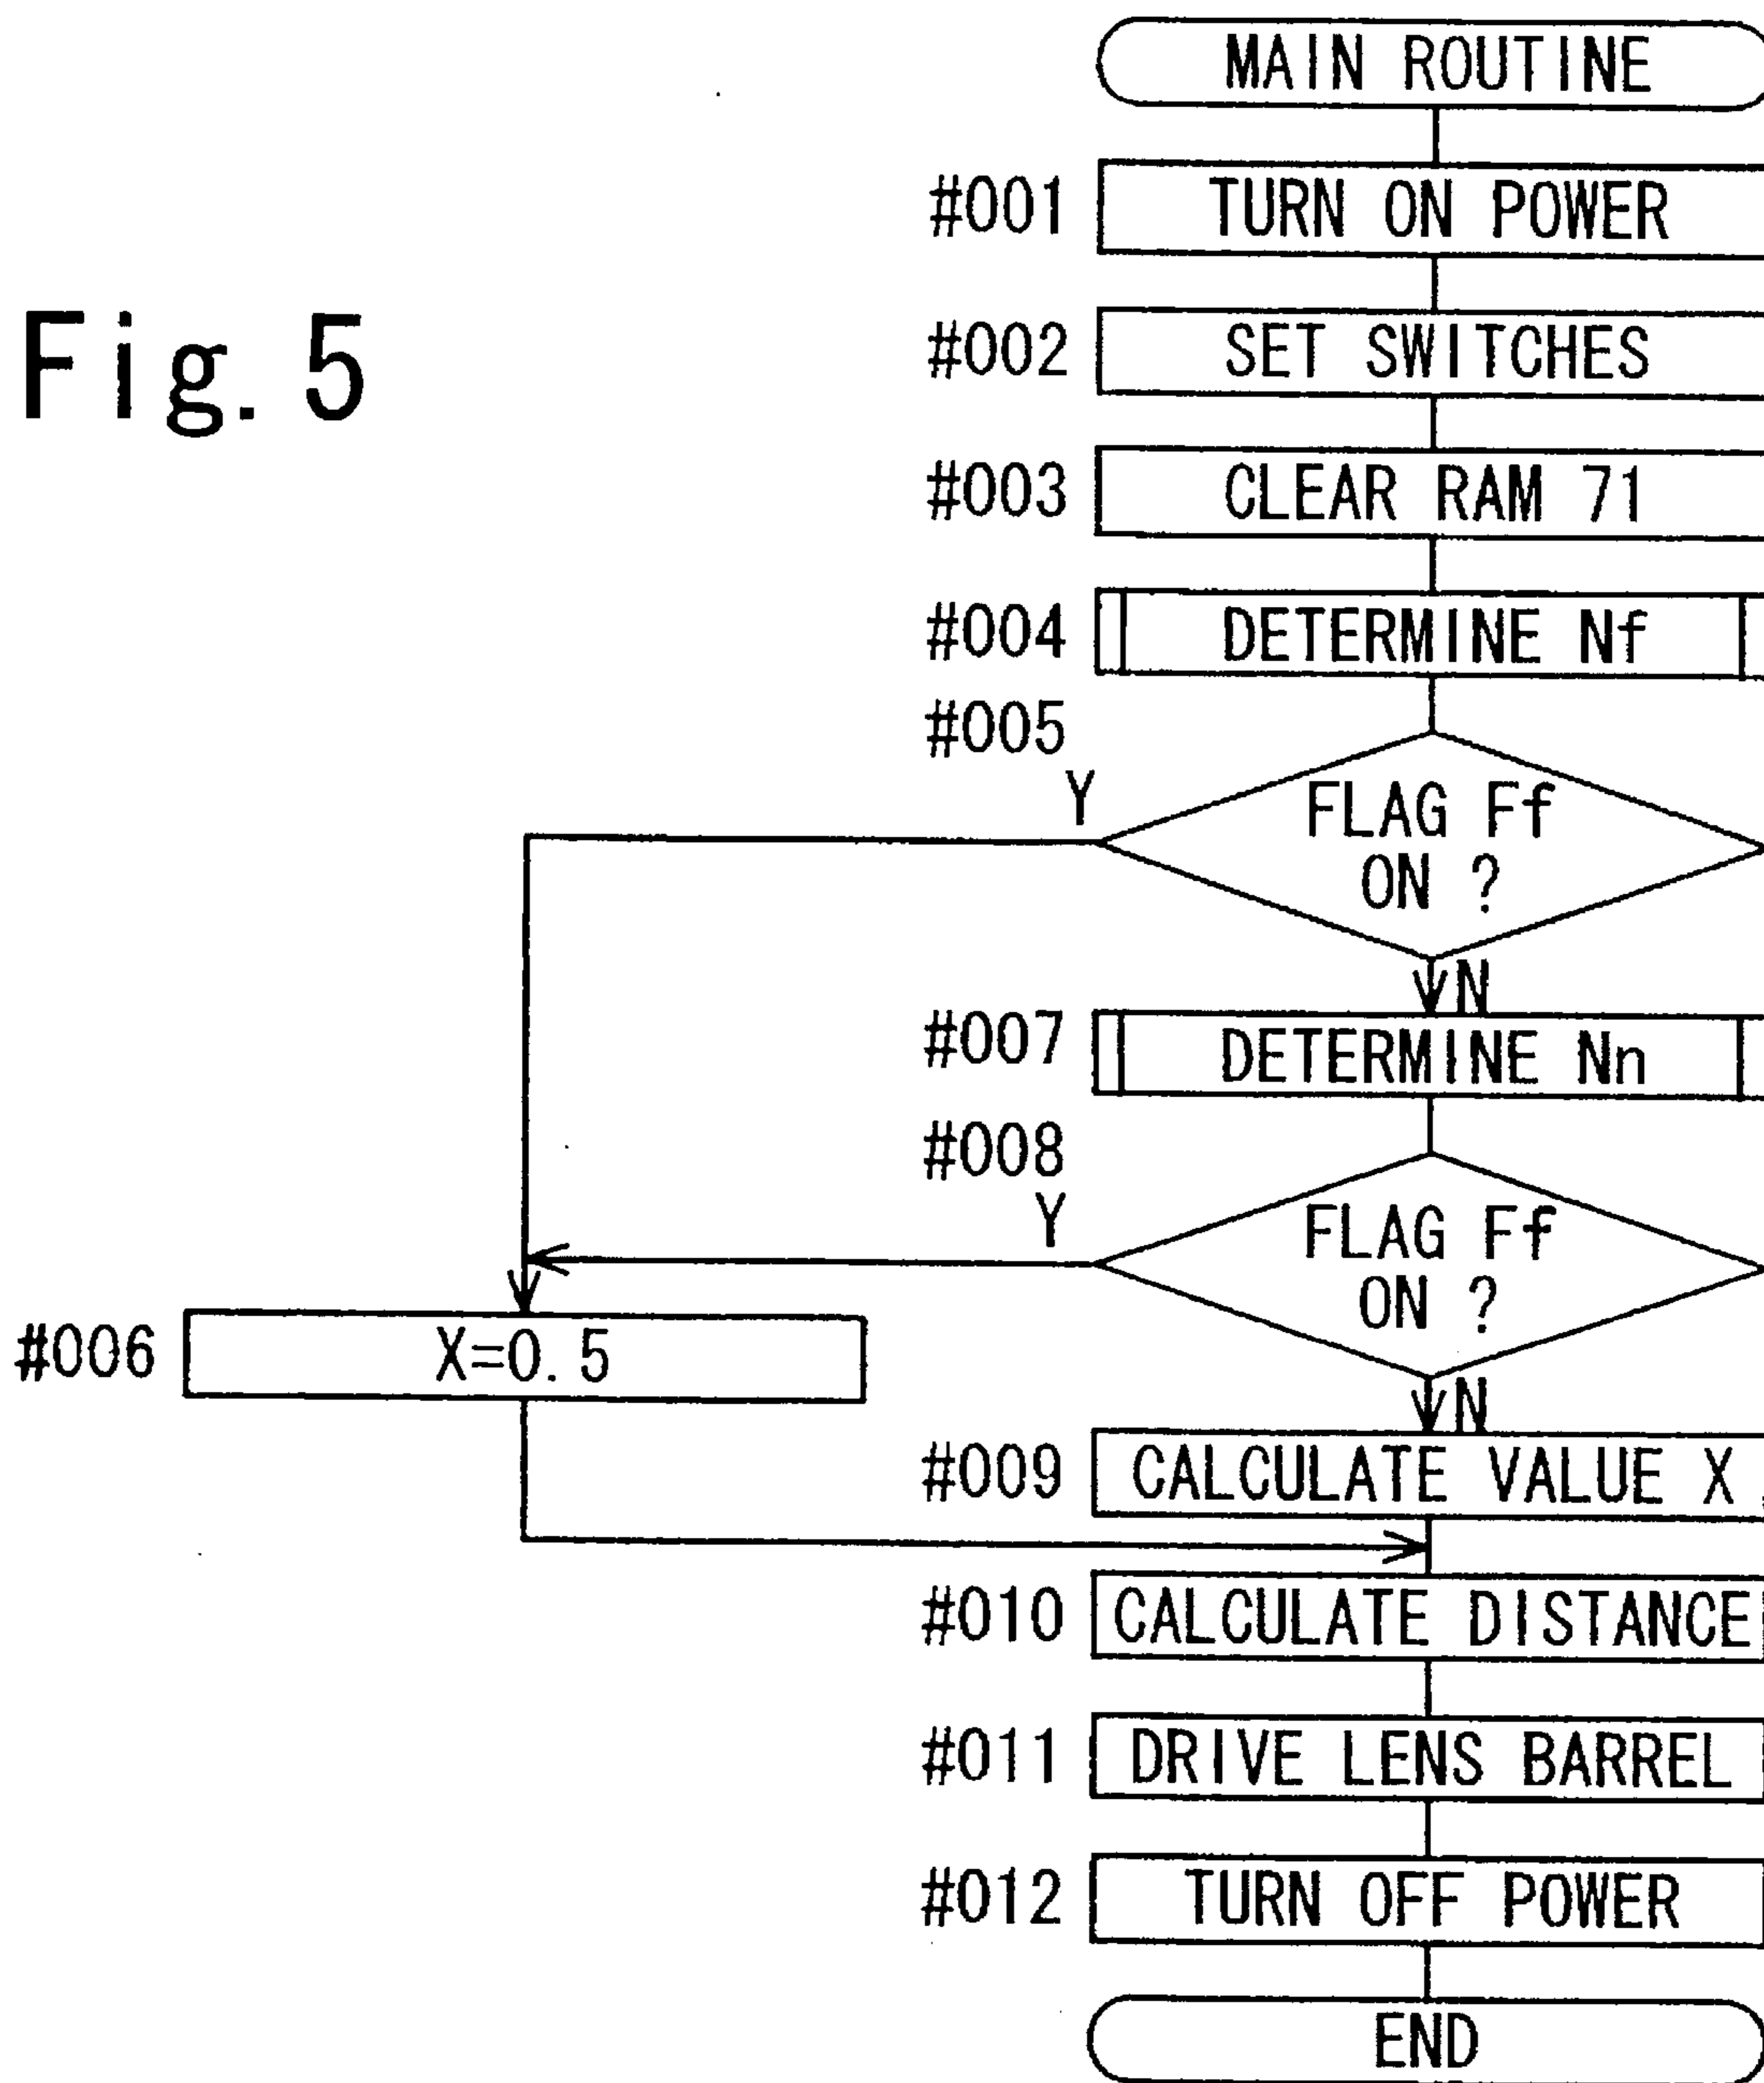 Fig. 5
MAIN ROUTINE
#001 TURN ON POWER
#002 SET SWITCHES
#003 CLEAR RAM 71
#004 DETERMINE Nf
#005
Y
FLAG Ff
ON ?
N
#007 DETERMINE Nn
#008
Y
FLAG Ff
ON ?
N
#006 X=0.5
#009 CALCULATE VALUE X
#010 CALCULATE DISTANCE
#011 DRIVE LENS BARREL
#012 TURN OFF POWER
END